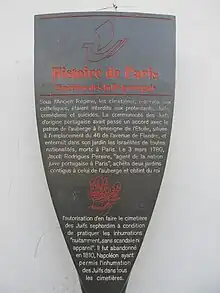 Histoire de Paris
Sous l'Ancien Régime, les cimetières, réservés aux
catholiques, étaient interdits aux protestants, Juifs,
comédiens et suicidés. La communauté des Juifs
d'origine portugaise avait passé un accord avec le
patron de l'auberge à l'enseigne de l'Étoile, située
à l'emplacement du 46 de l'avenue de Flandre, et
enterrait dans son jardin les Israélites de toutes
nationalités, morts à Paris. Le 3 mars 1780,
Jacob Rodrigues Pereire, "agent de la nation
juive portugaise à Paris", achéta deux jardins
contigus à celui de l'auberge et obtint du roi
l'autorisation d'en faire le cimetière
des Juifs sephardim à condition
de pratiquer les inhumations
"nuitamment, sans scandale ni
appareil". Il fut abandonné
en 1810, Napoléon ayant
permis l'inhumation
des Juifs dans tous
les cimetières.